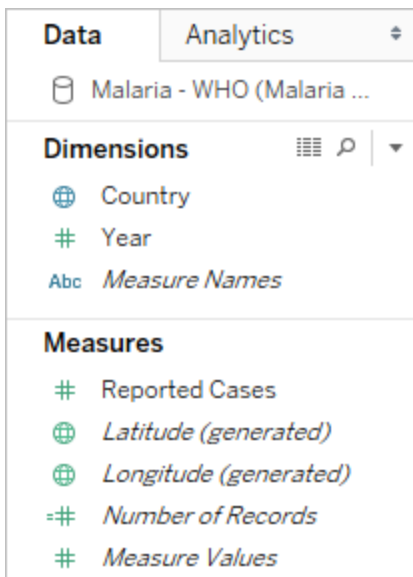 Data Analytics
Malaria - WHO (Malaria ...
Dimensions
Country
# Year
Abc Measure Names
Measures
# Reported Cases
Latitude (generated)
Longitude (generated)
=# Number of Records
# Measure Values